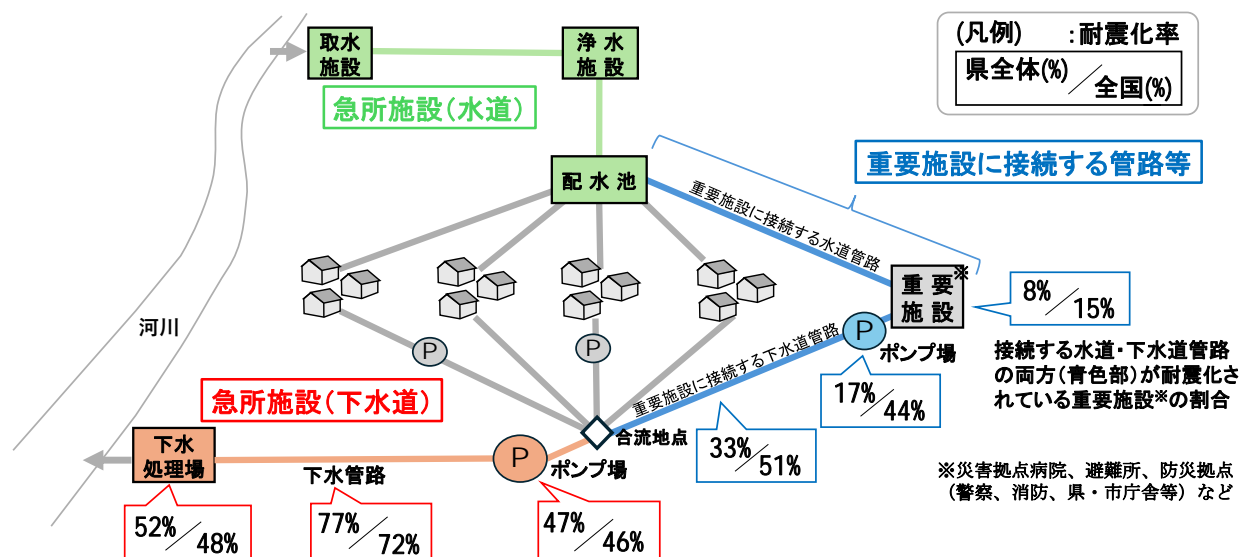 (凡例) :耐震化率
県全体(%)/全国(%)
取水
施設
浄水
施設
急所施設(水道)
重要施設に接続する管路等
配水池
重要施設に接続する水道管路
重要※
施設
8%/15%
河川
P
P
P
ポンプ場
接続する水道・下水道管路
の両方(青色部)が耐震化さ
れている重要施設※の割合
重要施設に接続する下水道管路
17%/44%
急所施設(下水道)
合流地点
33%/51%
下水
処理場
下水管路
P
ポンプ場
※災害拠点病院、避難所、防災拠点
(警察、消防、県・市庁舎等)など
52%/48%
77%/72%
47%/46%